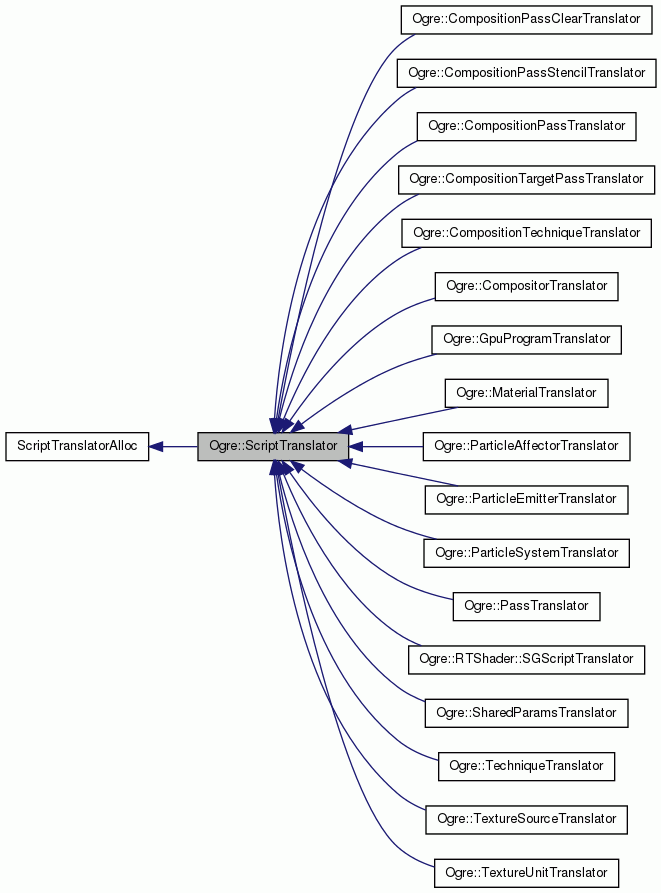 Ogre::CompositionPassClearTranslator
Ogre::CompositionPassStencilTranslator
Ogre::CompositionPassTranslator
Ogre::CompositionTargetPassTranslator
Ogre::CompositionTechniqueTranslator
Ogre::CompositorTranslator
Ogre::GpuProgramTranslator
Ogre::MaterialTranslator
ScriptTranslatorAlloc
Ogre::ScriptTranslator
Ogre::ParticleAffectorTranslator
Ogre::ParticleEmitterTranslator
Ogre::ParticleSystemTranslator
Ogre::PassTranslator
Ogre::RTShader::SGScriptTranslator
Ogre::SharedParamsTranslator
Ogre::TechniqueTranslator
Ogre::TextureSourceTranslator
Ogre::TextureUnitTranslator